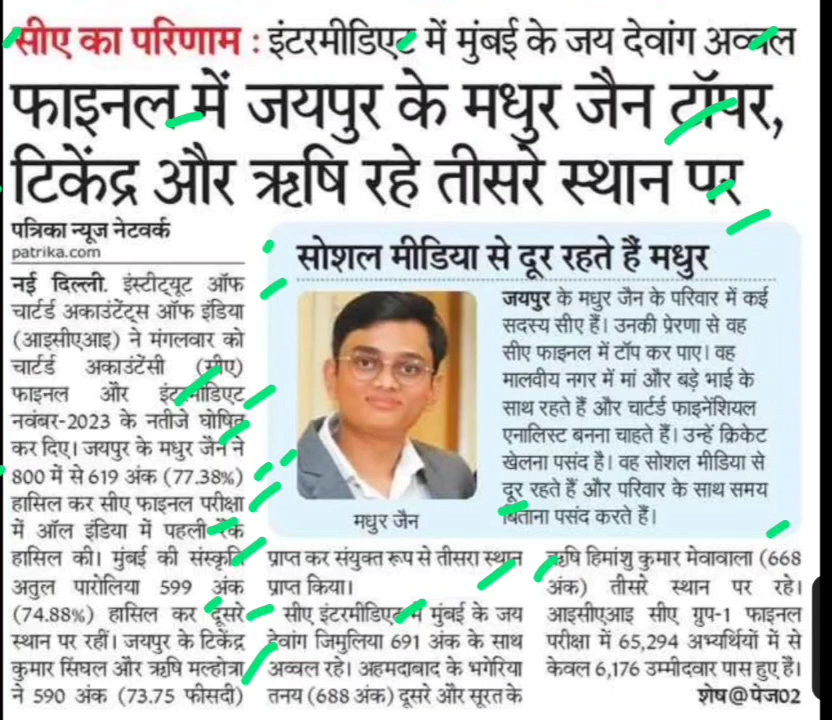 सीए का परिणाम : इंटरमीडिएट में मुंबई के जय देवांग अव्वल
फाइनल में जयपुर के मधुर जैन टॉपर,
टिकेंद्र और ऋषि रहे तीसरे स्थान पर
पत्रिका न्यूज नेटवर्क
patrika.com
नई दिल्ली. इंस्टीट्यूट ऑफ
चार्टर्ड अकाउंटेंट्स ऑफ इंडिया
(आइसीएआइ) ने मंगलवार को
चार्टर्ड अकाउंटेंसी (सीए)
फाइनल और इंटरमीडिएट
नवंबर-2023 के नतीजे घोषित
कर दिए। जयपुर के मधुर जैन ने
800 में से 619 अंक (77.38%)
हासिल कर सीए फाइनल परीक्षा
में ऑल इंडिया में पहली रैंक
हासिल की। मुंबई की संस्कृति
अतुल पारोलिया 599 अंक
(74.88%) हासिल कर दूसरे
स्थान पर रहीं। जयपुर के टिकेंद्र
कुमार सिंघल और ऋषि मल्होत्रा
ने 590 अंक (73.75 फीसदी)
सोशल मीडिया से दूर रहते हैं मधुर
मधुर जैन
जयपुर के मधुर जैन के परिवार में कई
सदस्य सीए हैं। उनकी प्रेरणा से वह
सीए फाइनल में टॉप कर पाए। वह
मालवीय नगर में मां और बड़े भाई के
साथ रहते हैं और चार्टर्ड फाइनेंशियल
एनालिस्ट बनना चाहते हैं। उन्हें क्रिकेट
खेलना पसंद है। वह सोशल मीडिया से
दूर रहते हैं और परिवार के साथ समय
बिताना पसंद करते हैं।
प्राप्त कर संयुक्त रूप से तीसरा स्थान
प्राप्त किया।
सीए इंटरमीडिएट में मुंबई के जय
देवांग जिमुलिया 691 अंक के साथ
अव्वल रहे। अहमदाबाद के भगेरिया
तनय (688 अंक) दूसरे और सूरत के
ऋषि हिमांशु कुमार मेवावाला (668
अंक) तीसरे स्थान पर रहे।
आइसीएआइ सीए ग्रुप-1 फाइनल
परीक्षा में 65,294 अभ्यर्थियों में से
केवल 6,176 उम्मीदवार पास हुए हैं।
शेष@पेज02